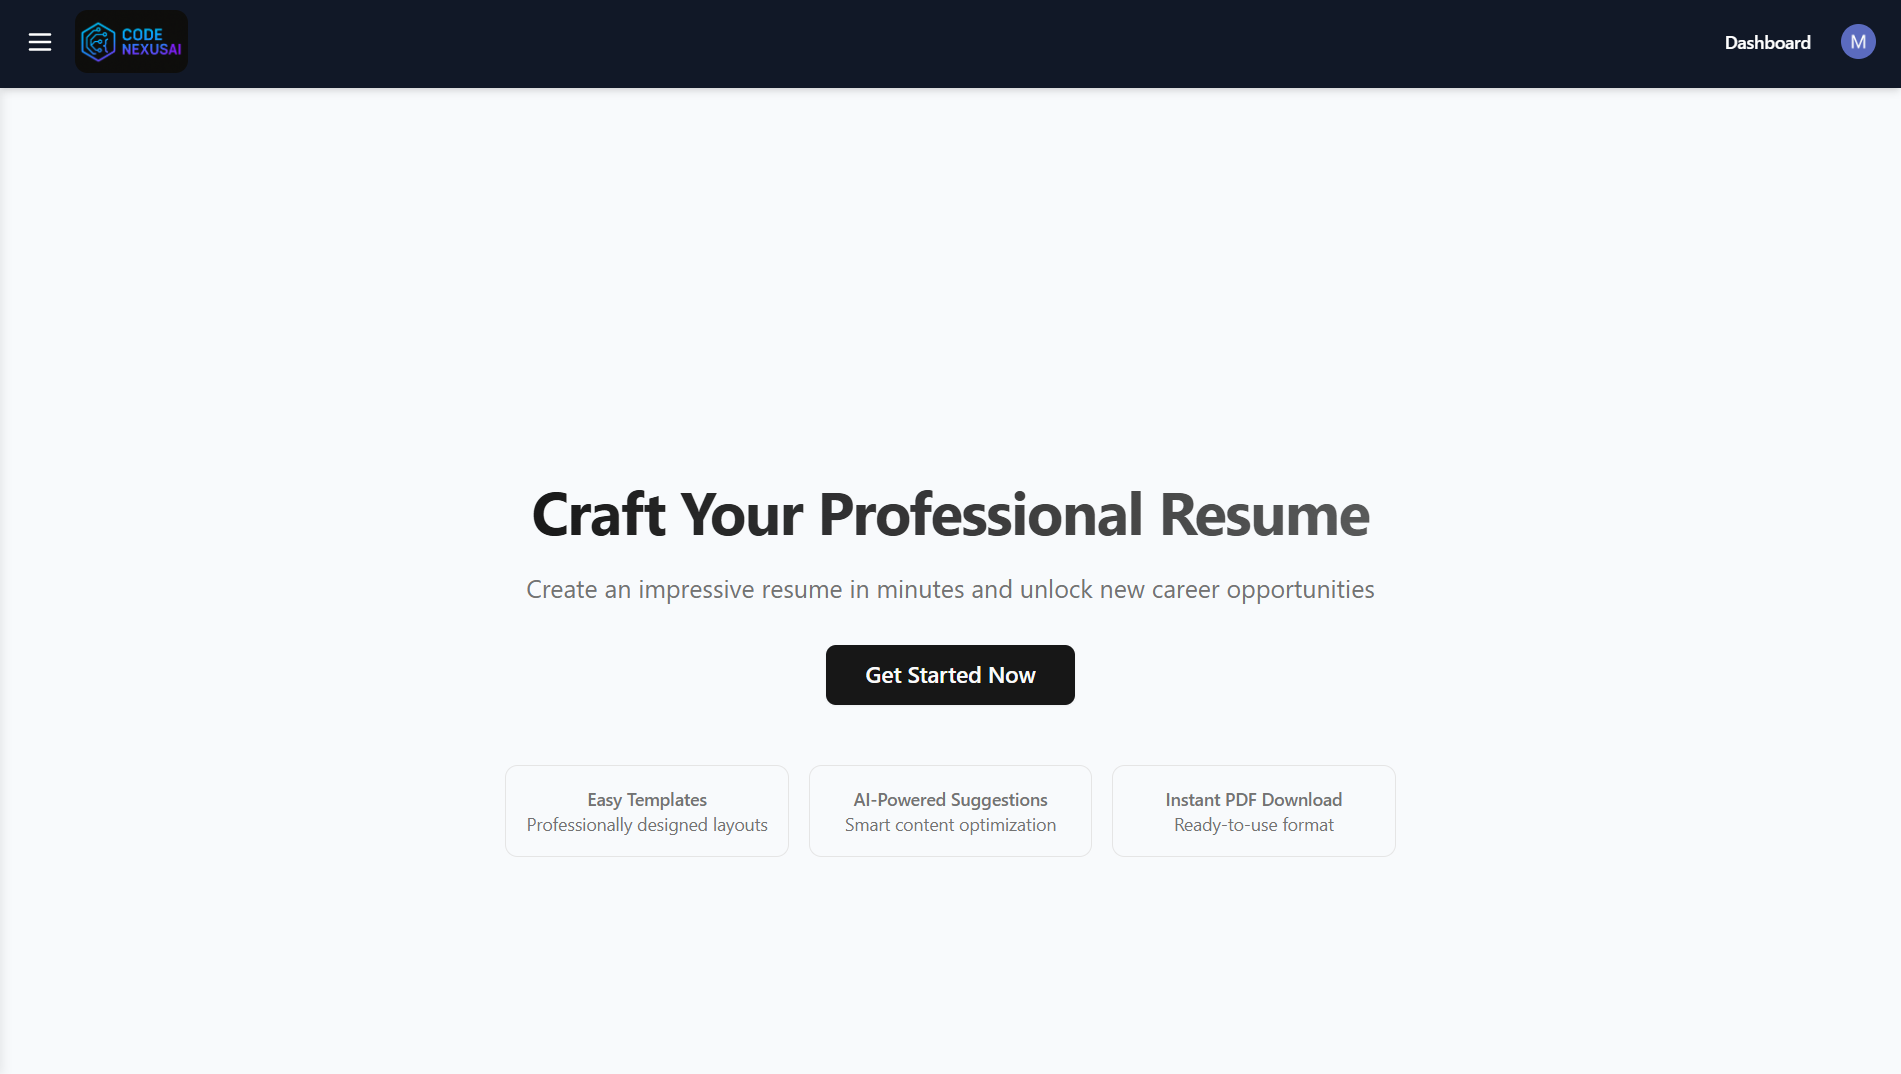 CODE
NEXUSAI
Dashboard
M
Craft Your Professional Resume
Create an impressive resume in minutes and unlock new career opportunities
Get Started Now
Easy Templates
Professionally designed layouts
AI-Powered Suggestions
Smart content optimization
Instant PDF Download
Ready-to-use format